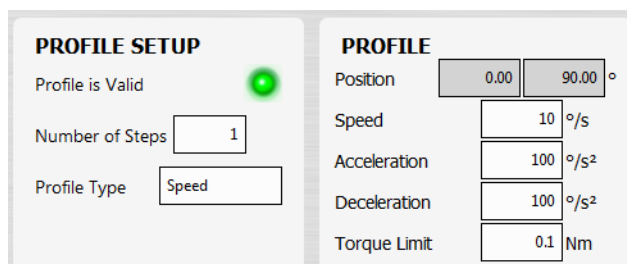 PROFILE SETUP
Profile is Valid
Number of Steps 1
Profile Type Speed
PROFILE
Position 0.00 90.00 °
Speed 10 °/s
Acceleration 100 °/s²
Deceleration 100 °/s²
Torque Limit 0.1 Nm